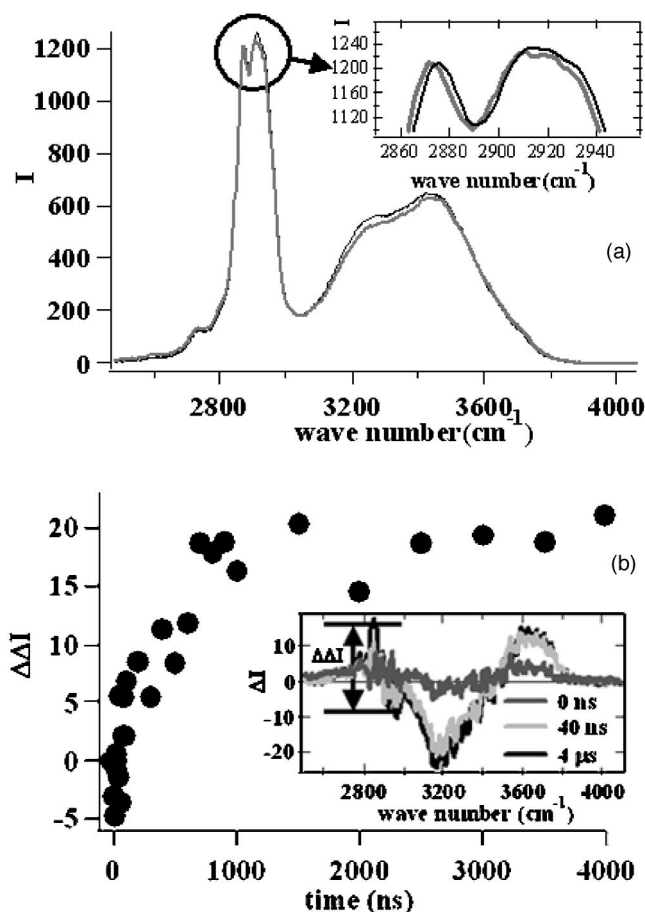 1200
1000
800
600
400
200
0
I
I
1240
1200
1160
1120
2860 2880 2900 2920 2940
wave number(cm-1)
(a)
2800 3200 3600 4000
wave number(cm-1)
20
15
10
5
0
-5
ΔΔI
(b)
10
0
-10
-20
ΔI
ΔΔI
0 ns
40 ns
4 μs
2800 3200 3600 4000
wave number (cm-1)
0 1000 2000 3000 4000
time (ns)